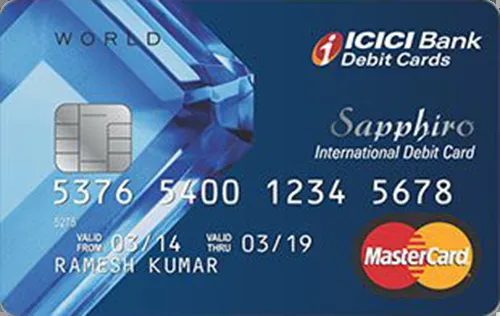 WORLD
ICICI Bank
Debit Cards
Sapphiro
International Debit Card
5376 5400 1234 5678
VALID FROM 03/14 VALID THRU 03/19
RAMESH KUMAR
MasterCard